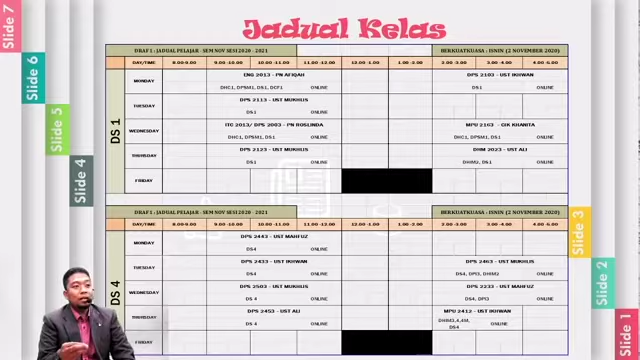 Jadual Kelas
DRAF 1 - JADUAL PELAJAR - SEM NOV SESI 2020 - 2021 BERKUATKUASA - ISNIN (2 NOVEMBER 2020)
DAY/TIME 8.00-9.00 9.00-10.00 10.00-11.00 11.00-12.00 12.00-1.00 1.00-2.00 2.00-3.00 3.00-4.00 4.00-5.00
DS 1
MONDAY ENG 2013 - PN AFIQAH DPS 2103 - UST IKHWAN
DHC1, DPSM1, DS1, DCF1 ONLINE DS1 ONLINE
TUESDAY DPS 2113 - UST MUKHLIS
DS1 ONLINE
WEDNESDAY ITC 2013/ DPS 2003 - PN ROSLINDA MPU 2163 - CIK KHANITA
DHC1, DPSM1, DS1 ONLINE DHC1, DPSM1, DS1 ONLINE
THURSDAY DPS 2123 - UST MUKHLIS DHM 2023 - UST ALI
DS1 ONLINE DHIM2, DS1 ONLINE
FRIDAY
DRAF 1 - JADUAL PELAJAR - SEM NOV SESI 2020 - 2021 BERKUATKUASA - ISNIN (2 NOVEMBER 2020)
DAY/TIME 8.00-9.00 9.00-10.00 10.00-11.00 11.00-12.00 12.00-1.00 1.00-2.00 2.00-3.00 3.00-4.00 4.00-5.00
DS 4
MONDAY DPS 2443 - UST MAHFUZ
DS4 ONLINE
TUESDAY DPS 2433 - UST IKHWAN DPS 2463 - UST MUKHLIS
DS4 ONLINE DS4, DPI3, DHIM2 ONLINE
WEDNESDAY DPS 2503 - UST MUKHLIS DPS 2233 - UST MAHFUZ
DS 4 ONLINE DS4, DPI3 ONLINE
THURSDAY DPS 2453 - UST ALI MPU 2412 - UST IKHWAN
DS 4 ONLINE DHIM3,4,4M, DS4 ONLINE
FRIDAY
Slide 7
Slide 6
Slide 5
Slide 4
Slide 3
Slide 2
Slide 1